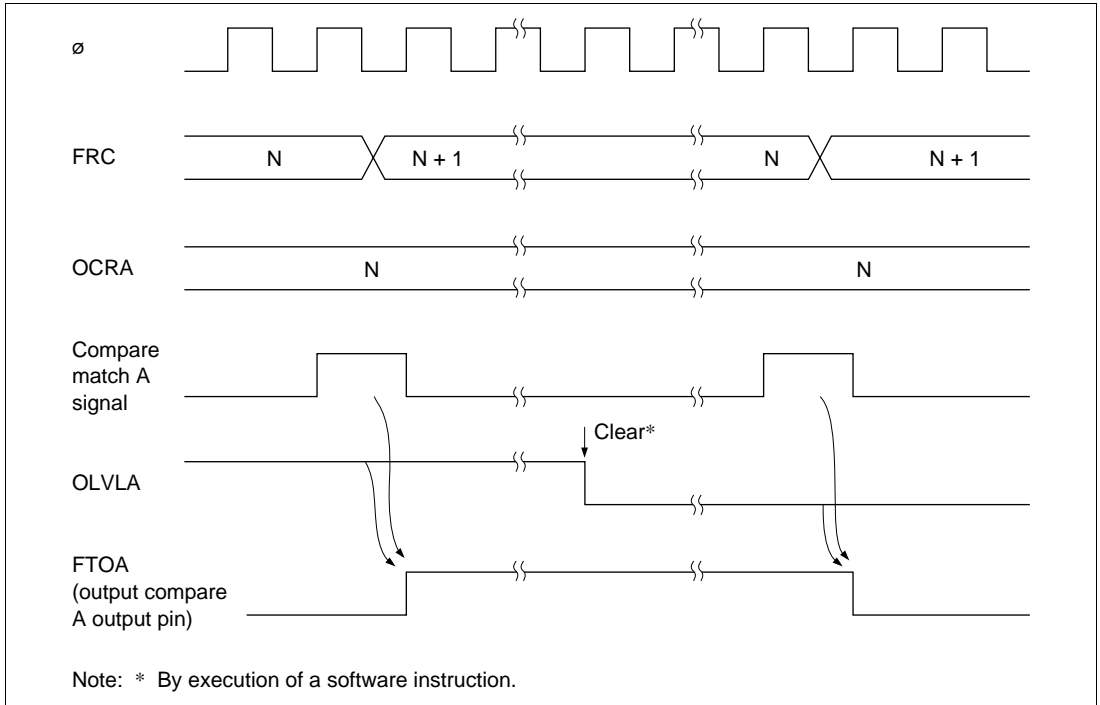 ø
FRC
N
N + 1
N
N + 1
OCRA
N
N
Compare
match A
signal
Clear*
OLVLA
FTOA
(output compare
A output pin)
Note: * By execution of a software instruction.